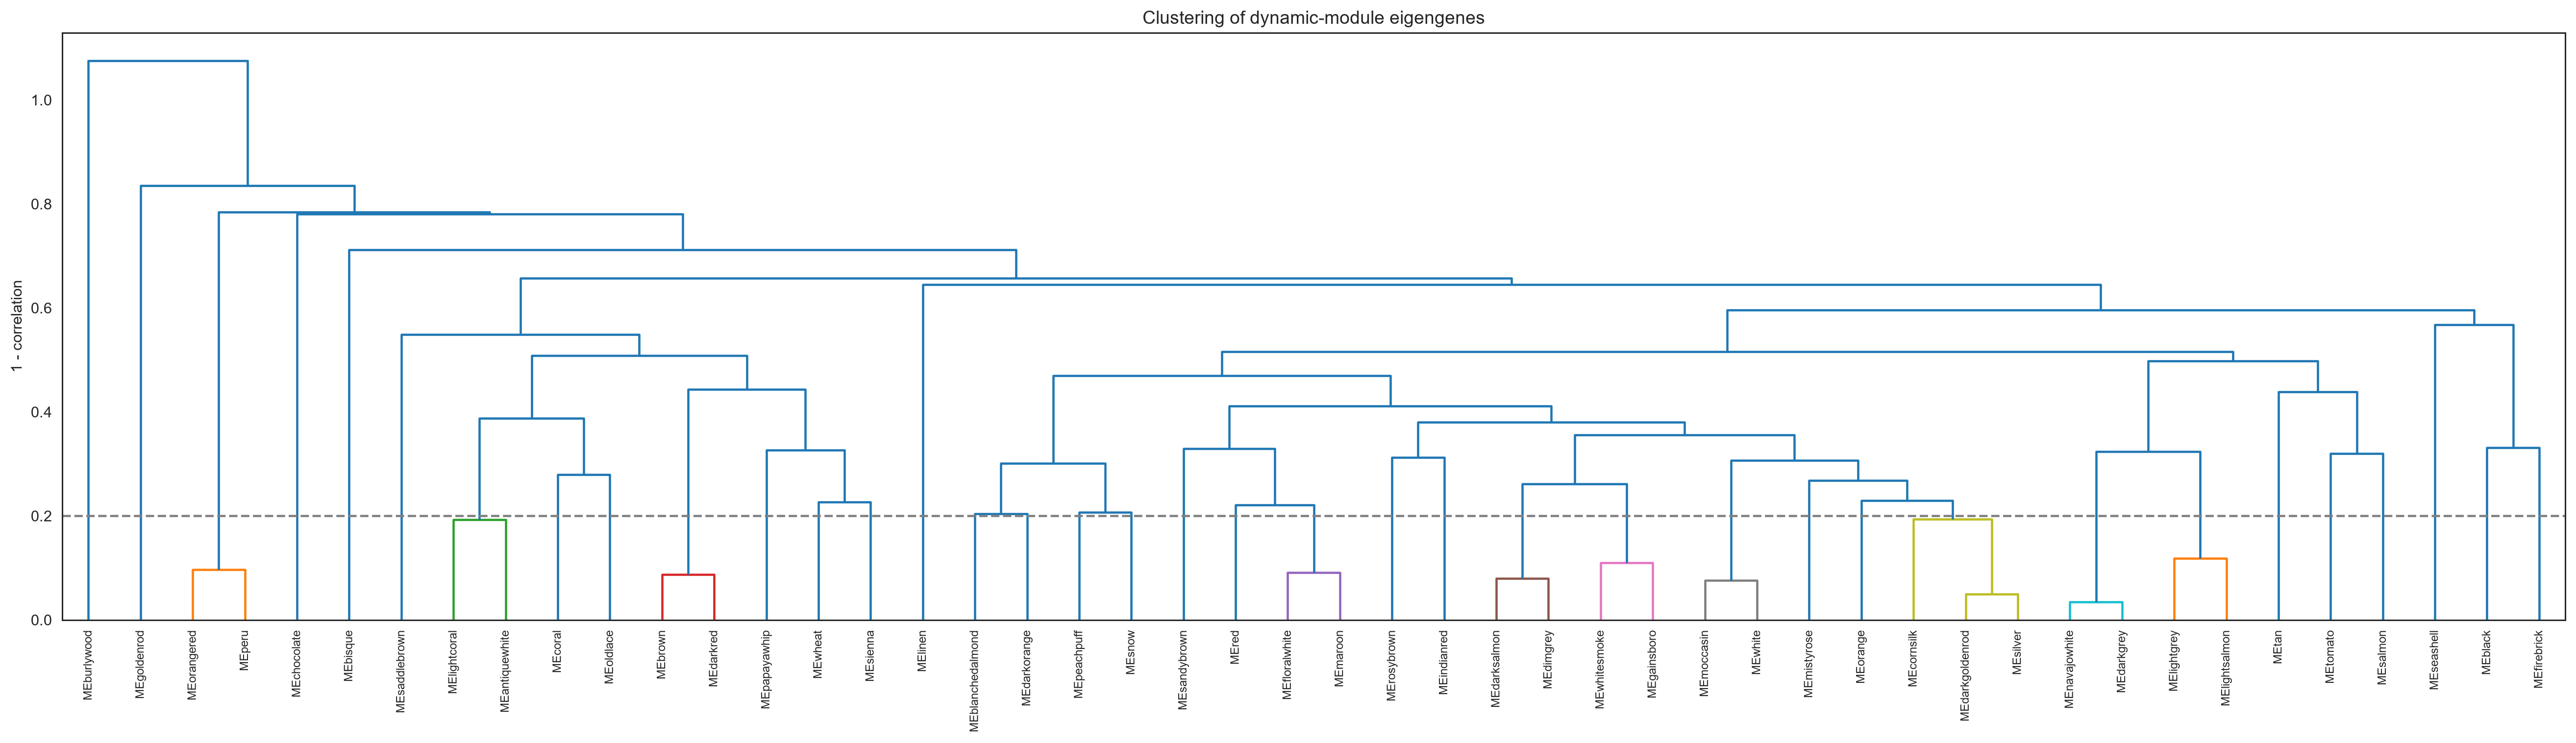 Clustering of dynamic-module eigengenes
1 - correlation
1.0
0.8
0.6
0.4
0.2
0.0
MEburlywood
MEgoldenrod
MEorangered
MEperu
MEchocolate
MEbisque
MEsaddlebrown
MElightcoral
MEantiquewhite
MEcoral
MEoldlace
MEbrown
MEdarkred
MEpapayawhip
MEwheat
MEsienna
MElinen
MEblanchedalmond
MEdarkorange
MEpeachpuff
MEsnow
MEsandybrown
MEred
MEfloralwhite
MEmaroon
MErosybrown
MEindianred
MEdarksalmon
MEdimgrey
MEwhitesmoke
MEgainsboro
MEmoccasin
MEwhite
MEmistyrose
MEorange
MEcornsilk
MEdarkgoldenrod
MEsilver
MEnavajowhite
MEdarkgrey
MElightgrey
MElightsalmon
MEtan
MEtomato
MEsalmon
MEseashell
MEblack
MEfirebrick